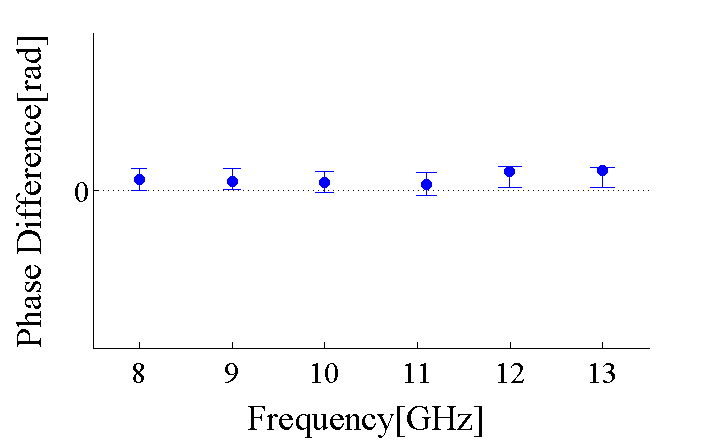 Phase Difference[rad]
0
8 9 10 11 12 13
Frequency[GHz]